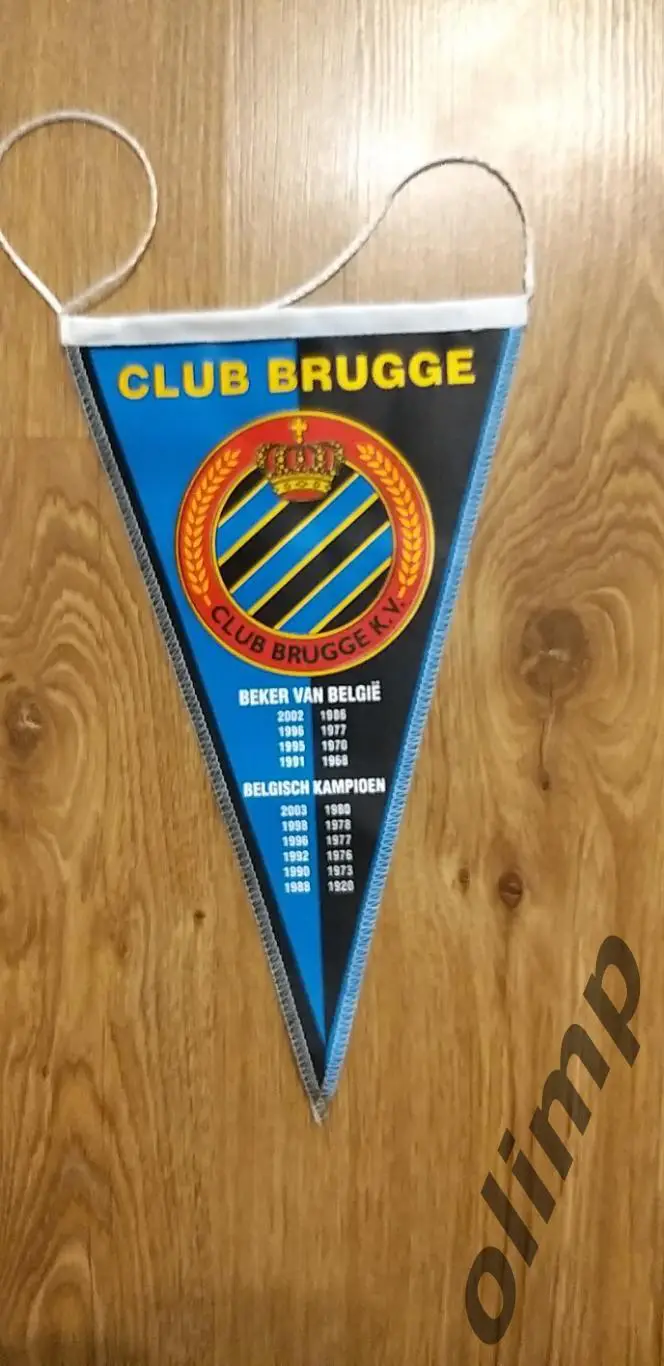 CLUB BRUGGE
CLUB BRUGGE K.V.
BEKER VAN BELGIË
2002 1986
1996 1977
1995 1970
1991 1968
BELGISCH KAMPIOEN
2003 1980
1998 1978
1996 1977
1992 1976
1990 1973
1988 1920
olimp